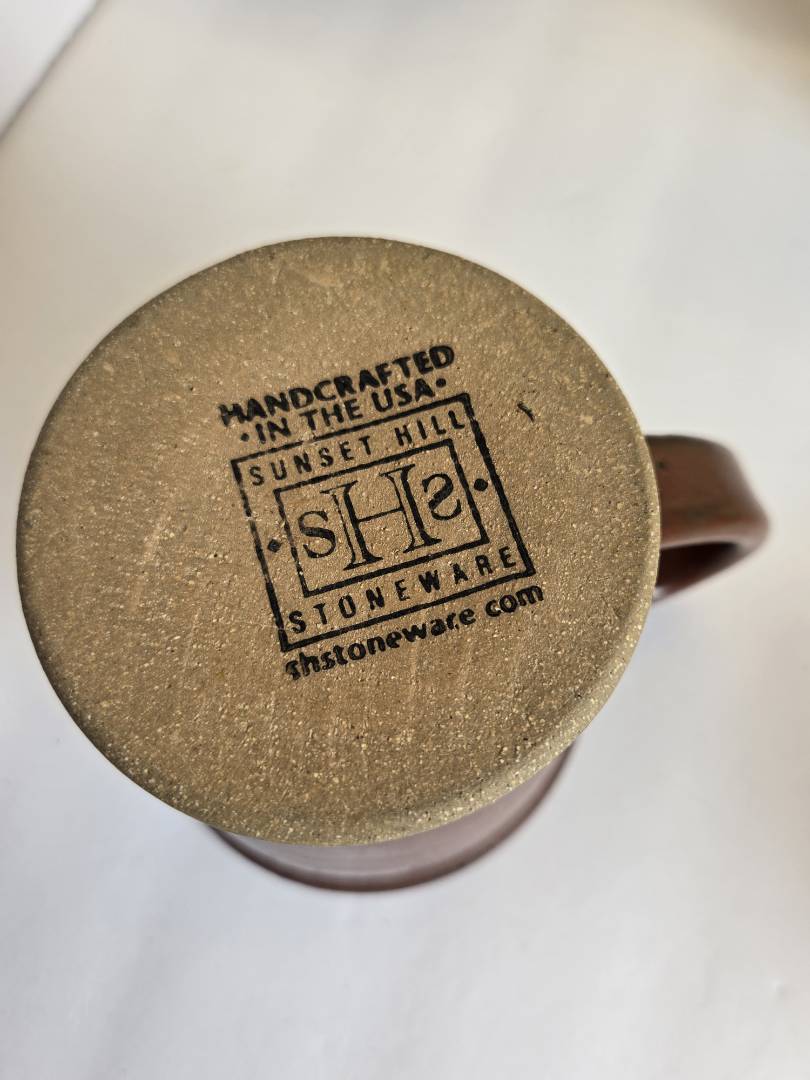 HANDCRAFTED
•IN THE USA•
SUNSET HILL
SHS
STONEWARE
shstoneware.com